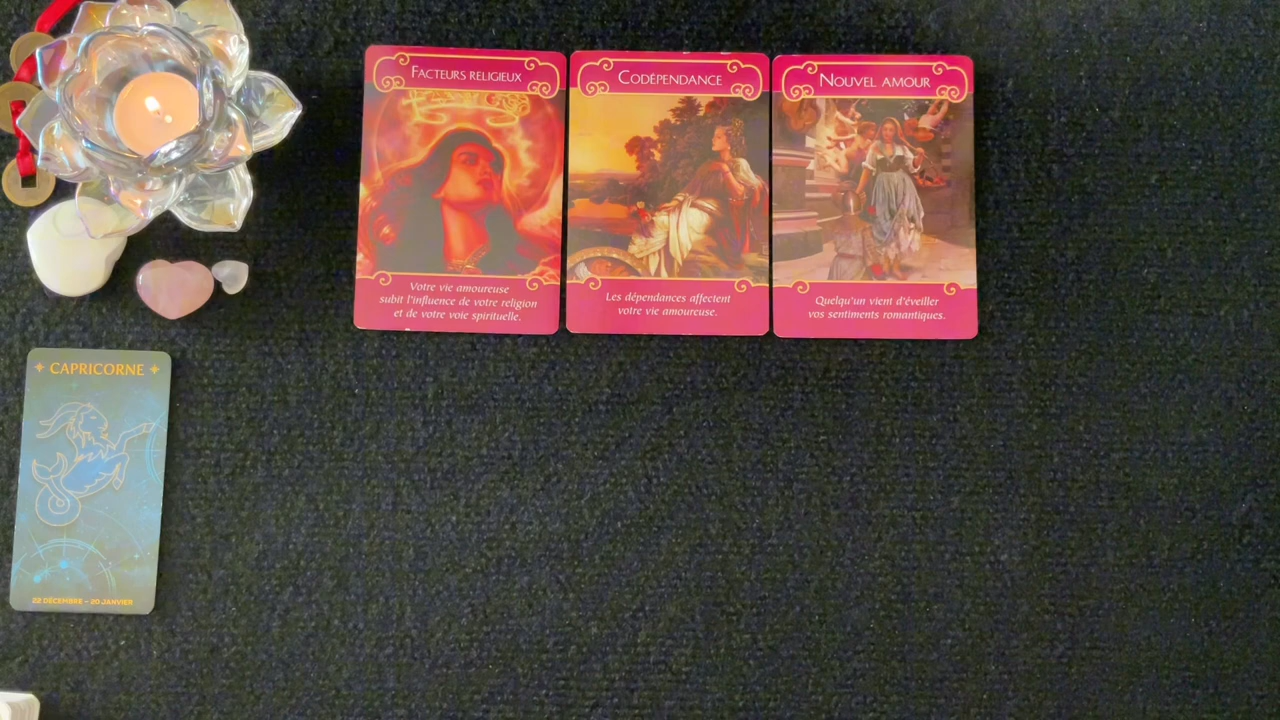 FACTEURS RELIGIEUX
Votre vie amoureuse
subit l'influence de votre religion
et de votre voie spirituelle.
CODÉPENDANCE
Les dépendances affectent
votre vie amoureuse.
NOUVEL AMOUR
Quelqu'un vient d'éveiller
vos sentiments romantiques.
CAPRICORNE
22 DÉCEMBRE – 20 JANVIER